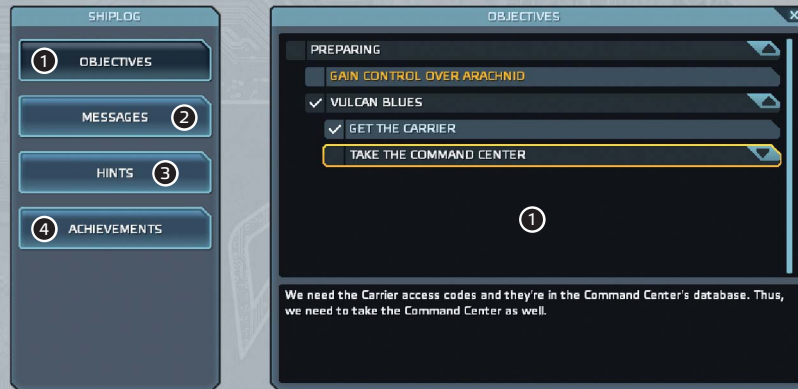 SHIPLOG
1 OBJECTIVES
MESSAGES 2
HINTS 3
4 ACHIEVEMENTS
OBJECTIVES X
PREPARING
GAIN CONTROL OVER ARACHNID
VULCAN BLUES
GET THE CARRIER
TAKE THE COMMAND CENTER
1
We need the Carrier access codes and they're in the Command Center's database. Thus,
we need to take the Command Center as well.